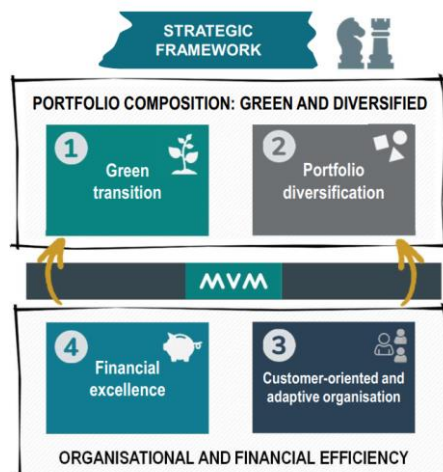 STRATEGIC
FRAMEWORK
PORTFOLIO COMPOSITION: GREEN AND DIVERSIFIED
1
Green
transition
2
Portfolio
diversification
MVM
4
Financial
excellence
3
Customer-oriented and
adaptive organisation
ORGANISATIONAL AND FINANCIAL EFFICIENCY